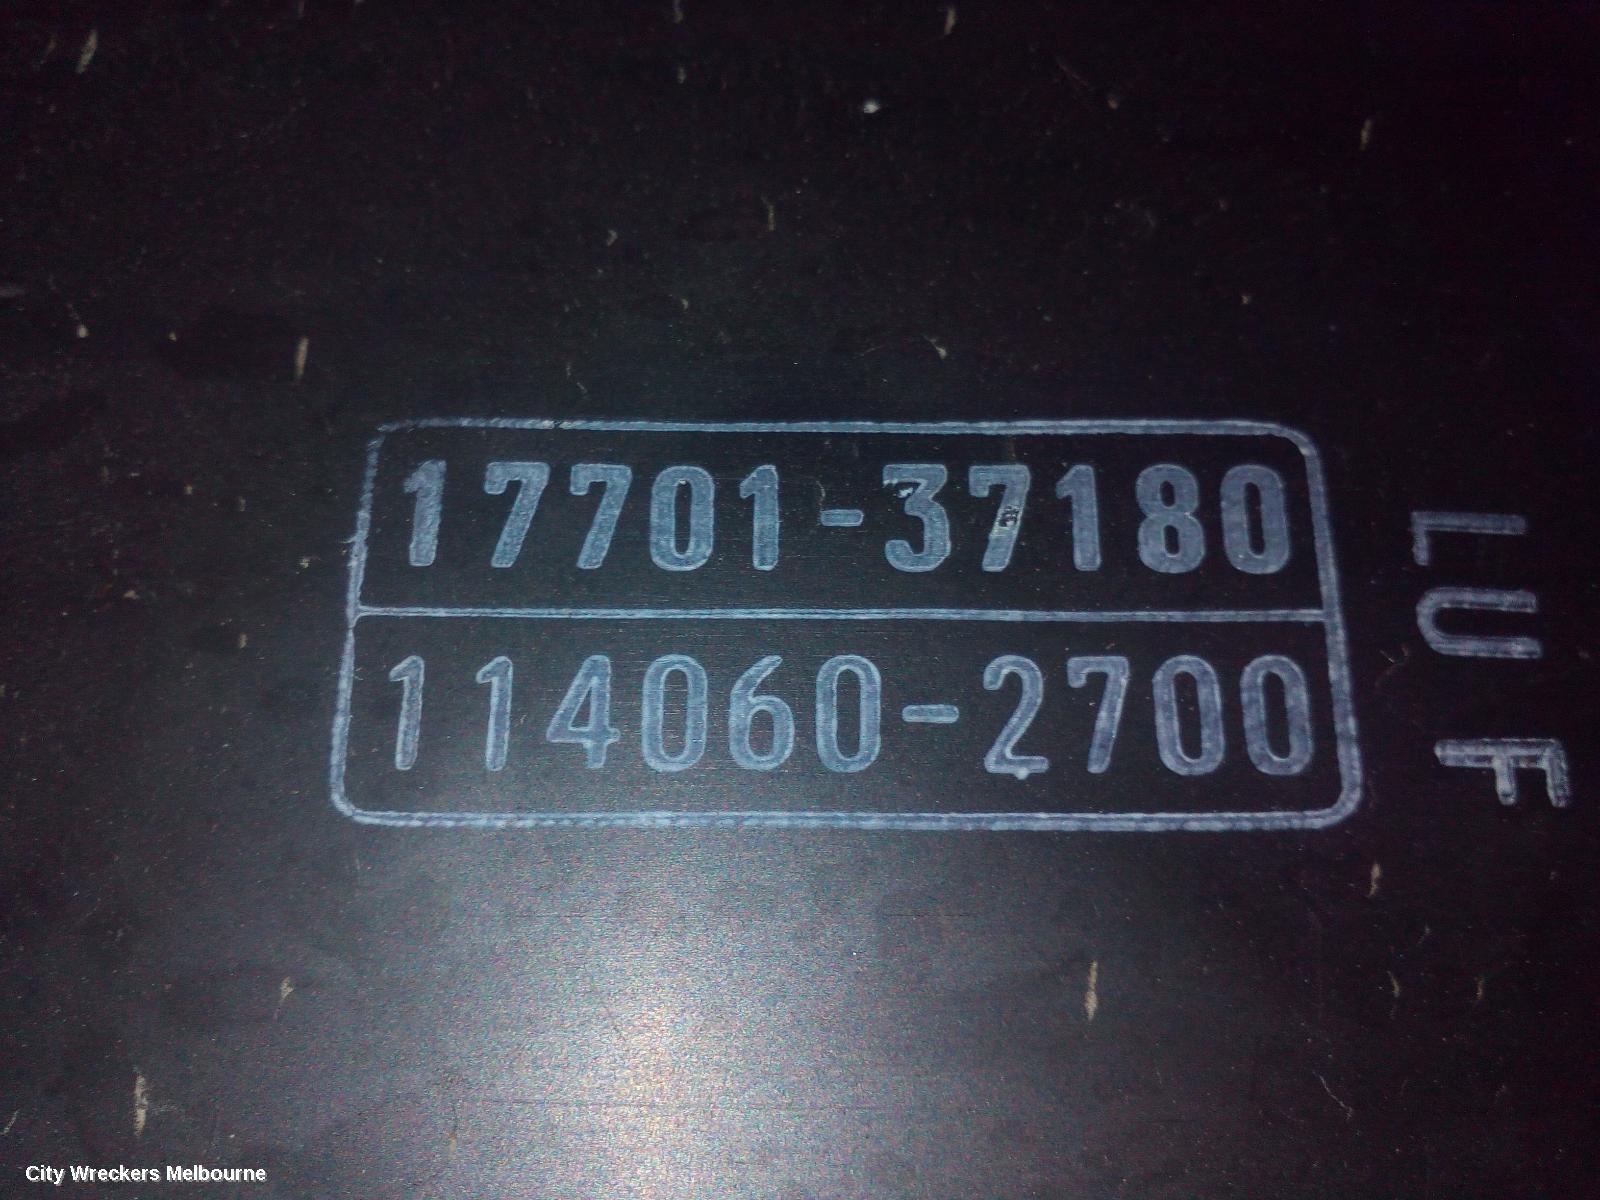 17701-37180
114060-2700
LUF
City Wreckers Melbourne